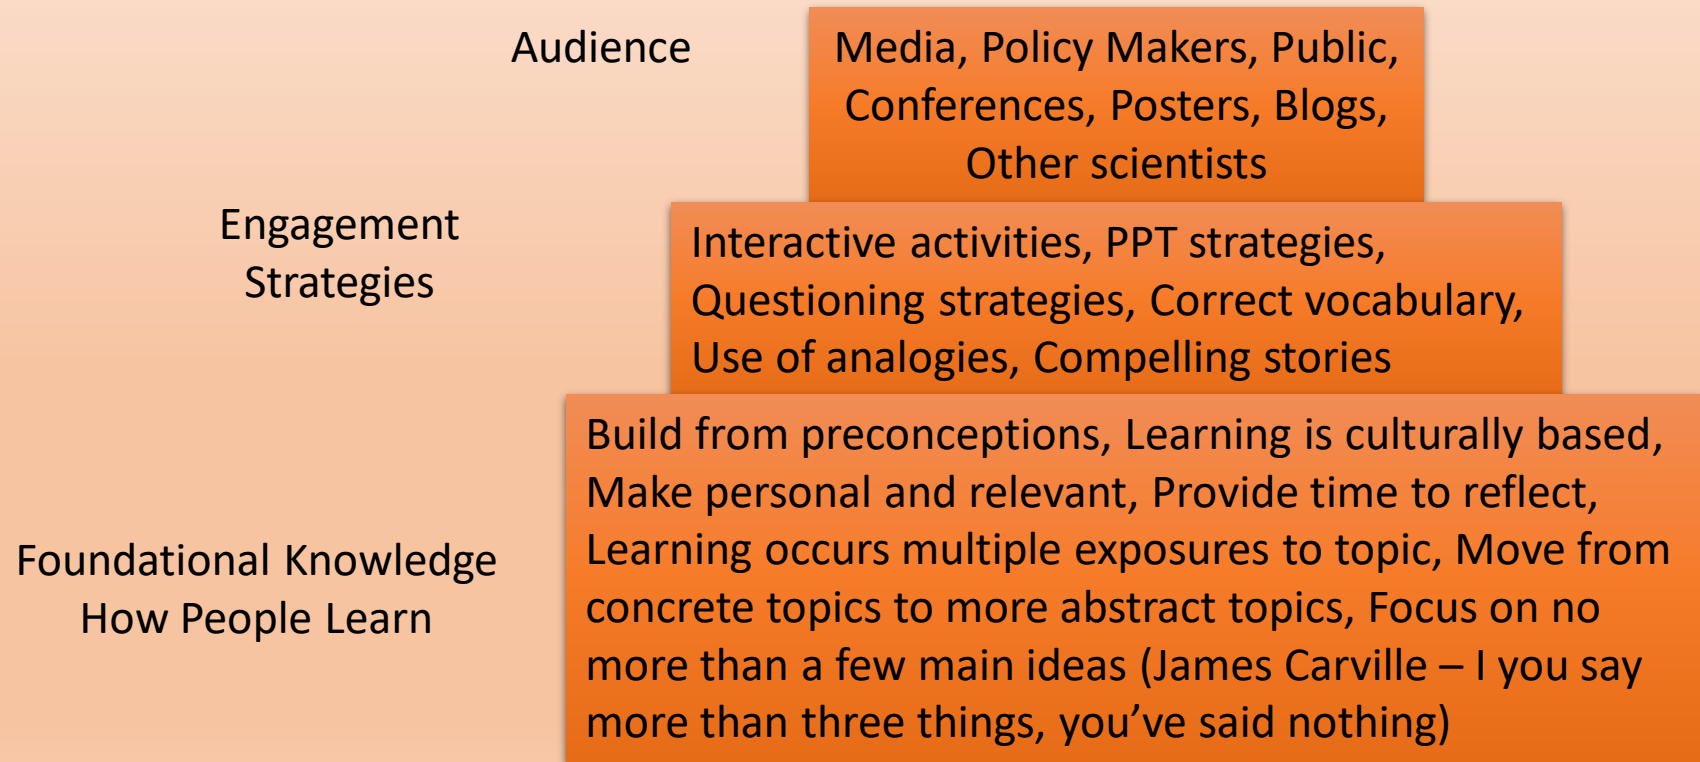 Audience
Media, Policy Makers, Public,
Conferences, Posters, Blogs,
Other scientists
Engagement
Strategies
Interactive activities, PPT strategies,
Questioning strategies, Correct vocabulary,
Use of analogies, Compelling stories
Foundational Knowledge
How People Learn
Build from preconceptions, Learning is culturally based,
Make personal and relevant, Provide time to reflect,
Learning occurs multiple exposures to topic, Move from
concrete topics to more abstract topics, Focus on no
more than a few main ideas (James Carville – I you say
more than three things, you’ve said nothing)